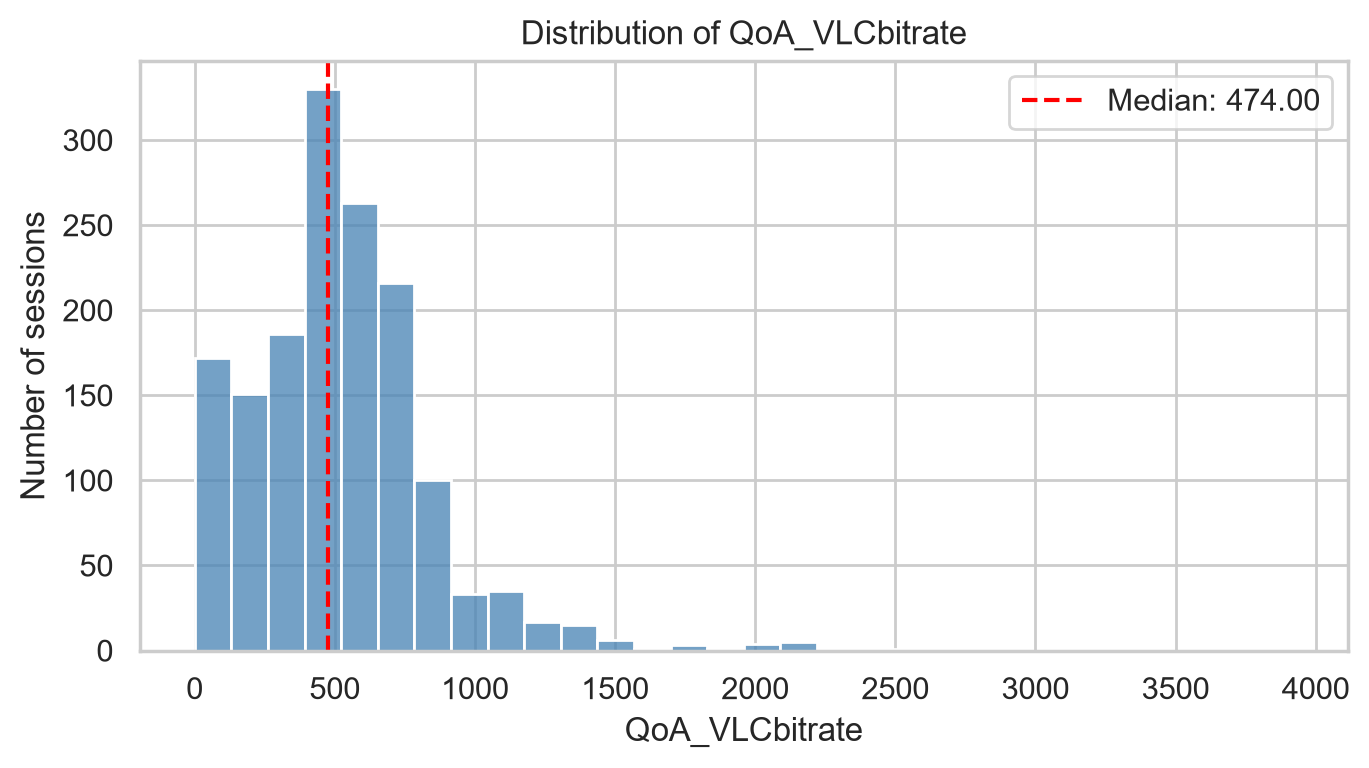 Distribution of QoA_VLCbitrate
Median: 474.00
Number of sessions
300
250
200
150
100
50
0
0 500 1000 1500 2000 2500 3000 3500 4000
QoA_VLCbitrate